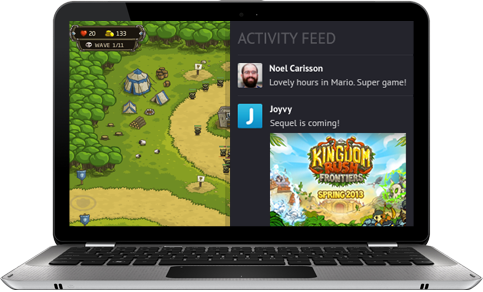 20 133
WAVE 1/11
ACTIVITY FEED
Noel Carisson
Lovely hours in Mario. Super game!
J
Joyvy
Sequel is coming!
KINGDOM
RUSH
FRONTIERS
SPRING 2013